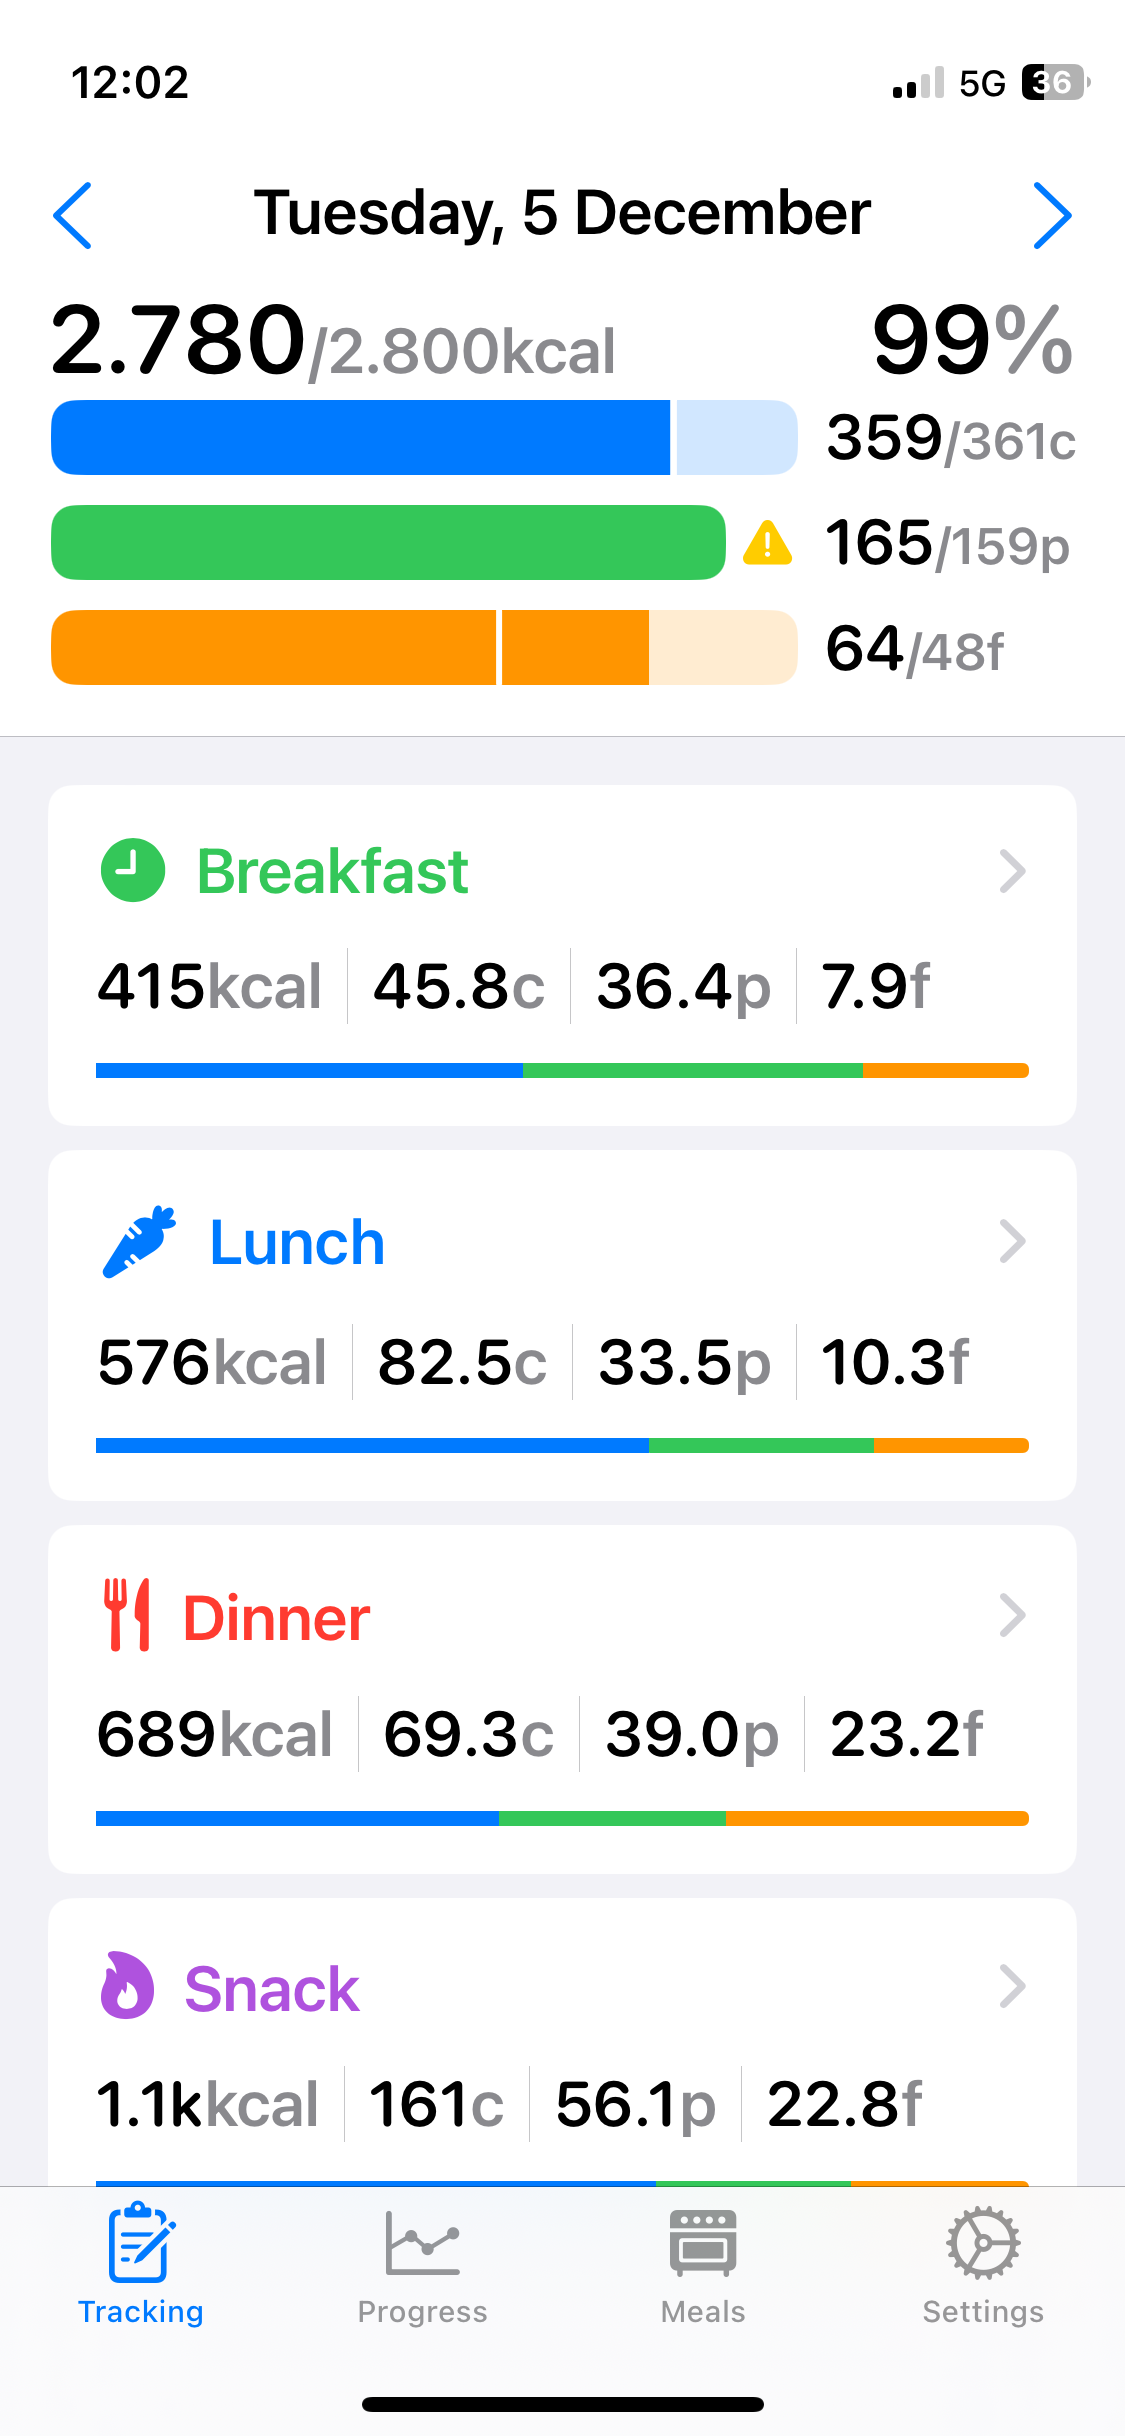 12:02 5G 36
Tuesday, 5 December
2.780/2.800kcal 99%
359/361c
165/159p
64/48f
Breakfast
415kcal 45.8c 36.4p 7.9f
Lunch
576kcal 82.5c 33.5p 10.3f
Dinner
689kcal 69.3c 39.0p 23.2f
Snack
1.1kkcal 161c 56.1p 22.8f
Tracking Progress Meals Settings